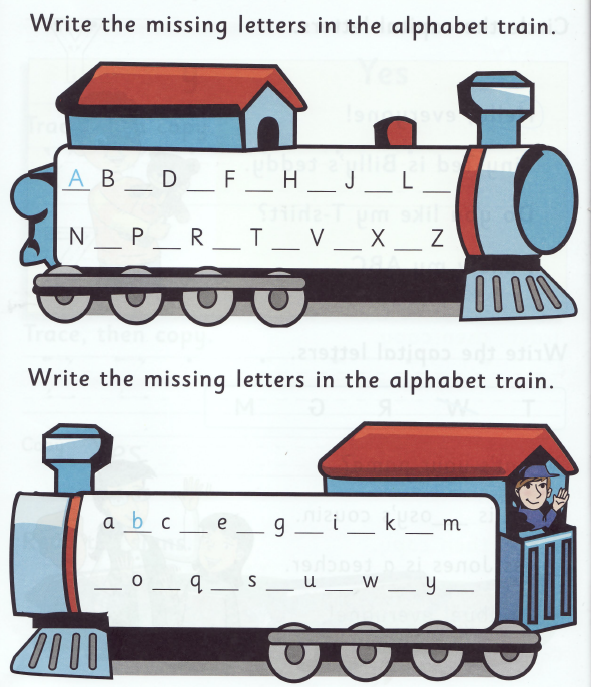 Write the missing letters in the alphabet train.
A B __ D __ F __ H __ J __ L __
N __ P __ R __ T __ V __ X __ Z
Write the missing letters in the alphabet train.
a b c __ e __ g __ i __ k __ m
__ o __ q __ s __ u __ w __ y __